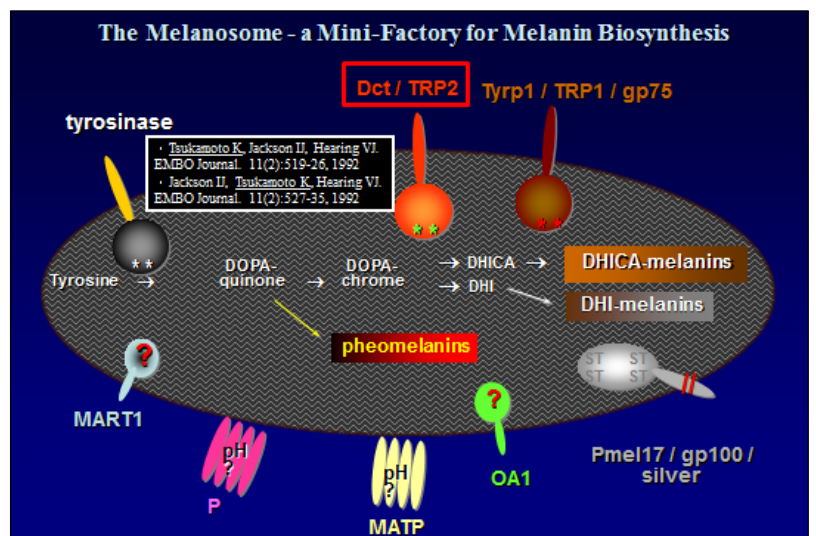 The Melanosome - a Mini-Factory for Melanin Biosynthesis
Dct / TRP2
Tyrp1 / TRP1 / gp75
tyrosinase
· Tsukamoto K, Jackson IJ, Hearing VJ.
EMBO Journal. 11(2):519-26, 1992
· Jackson IJ, Tsukamoto K, Hearing VJ.
EMBO Journal. 11(2):527-35, 1992
* *
* *
* *
Tyrosine →
DOPA-
quinone →
DOPA-
chrome
→ DHICA →
→ DHI
DHICA-melanins
DHI-melanins
pheomelanins
?
MART1
pH
?
P
pH
?
MATP
?
OA1
ST ST
ST ST
Pmel17 / gp100 /
silver